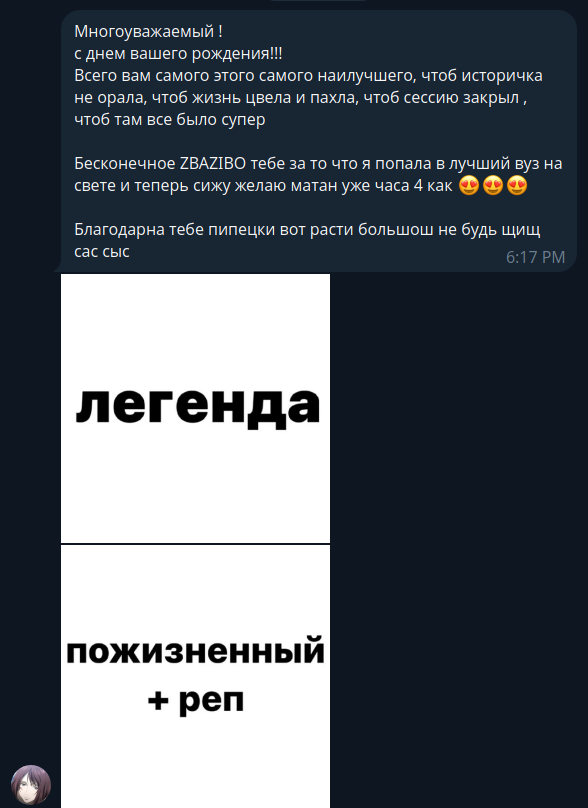 Многоуважаемый !
с днем вашего рождения!!!
Всего вам самого этого самого наилучшего, чтоб историчка
не орала, чтоб жизнь цвела и пахла, чтоб сессию закрыл ,
чтоб там все было супер

Бесконечное ZBAZIBO тебе за то что я попала в лучший вуз на
свете и теперь сижу желаю матан уже часа 4 как 😍😍😍

Благодарна тебе пипецки вот расти большош не будь щищ
сас сыс
6:17 PM
легенда
пожизненный
+ реп